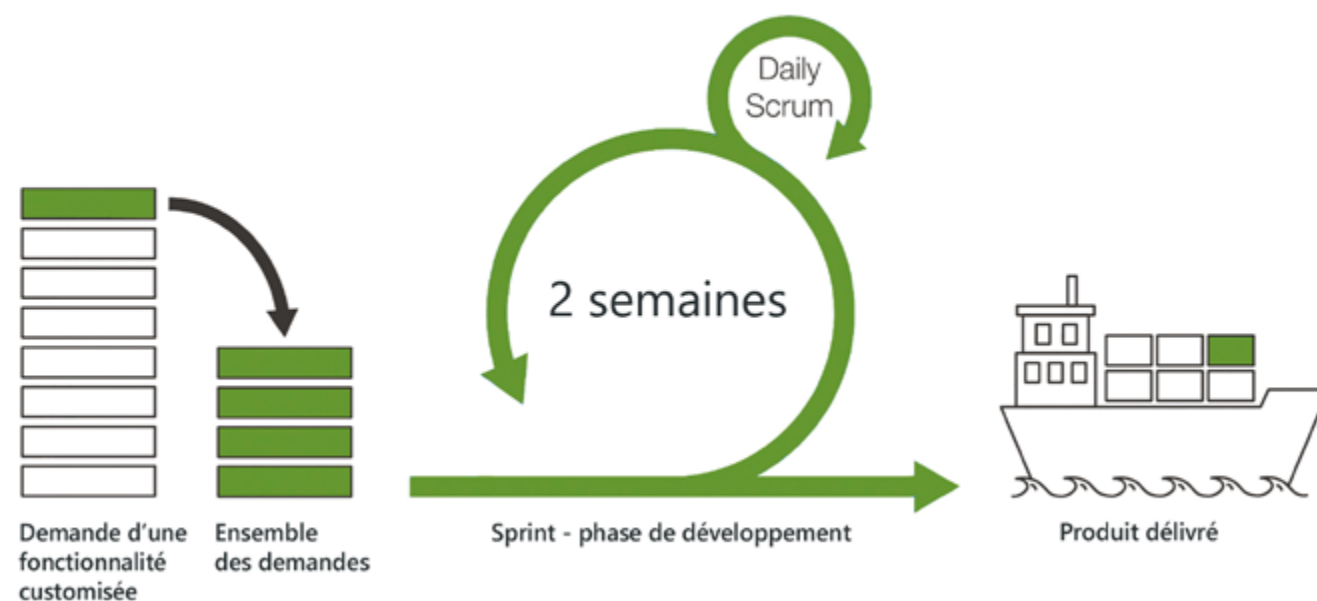 Daily
Scrum
2 semaines
Demande d'une
fonctionnalité
customisée
Ensemble
des demandes
Sprint - phase de développement
Produit délivré